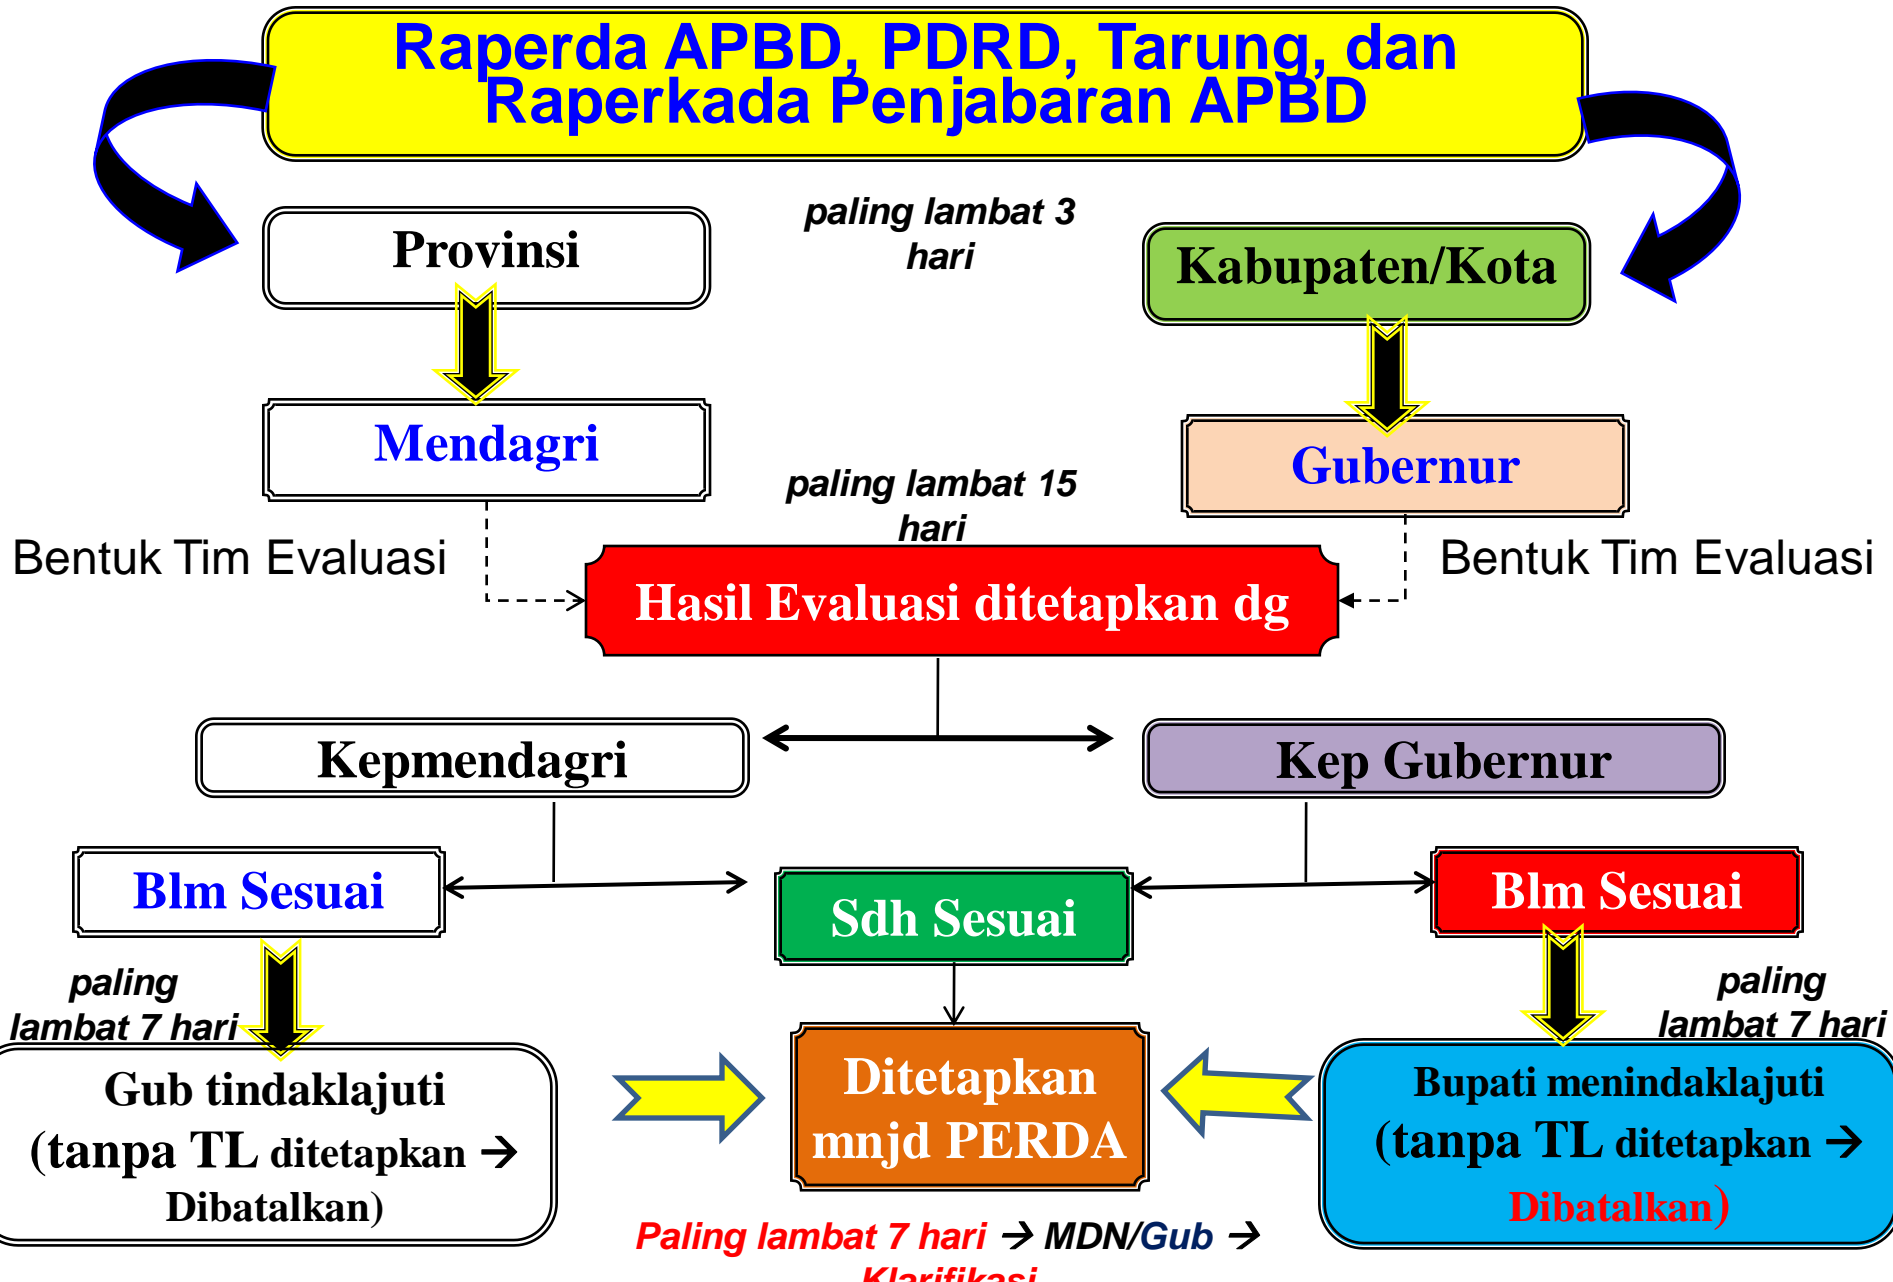 Raperda APBD, PDRD, Tarung, dan
Raperkada Penjabaran APBD
paling lambat 3
hari
Provinsi
Kabupaten/Kota
Mendagri
Gubernur
paling lambat 15
hari
Bentuk Tim Evaluasi
Bentuk Tim Evaluasi
Hasil Evaluasi ditetapkan dg
Kepmendagri
Kep Gubernur
Blm Sesuai
Sdh Sesuai
Blm Sesuai
paling
lambat 7 hari
paling
lambat 7 hari
Gub tindaklajuti
(tanpa TL ditetapkan →
Dibatalkan)
Ditetapkan
mnjd PERDA
Bupati menindaklajuti
(tanpa TL ditetapkan →
Dibatalkan)
Paling lambat 7 hari → MDN/Gub →
Klarifikasi